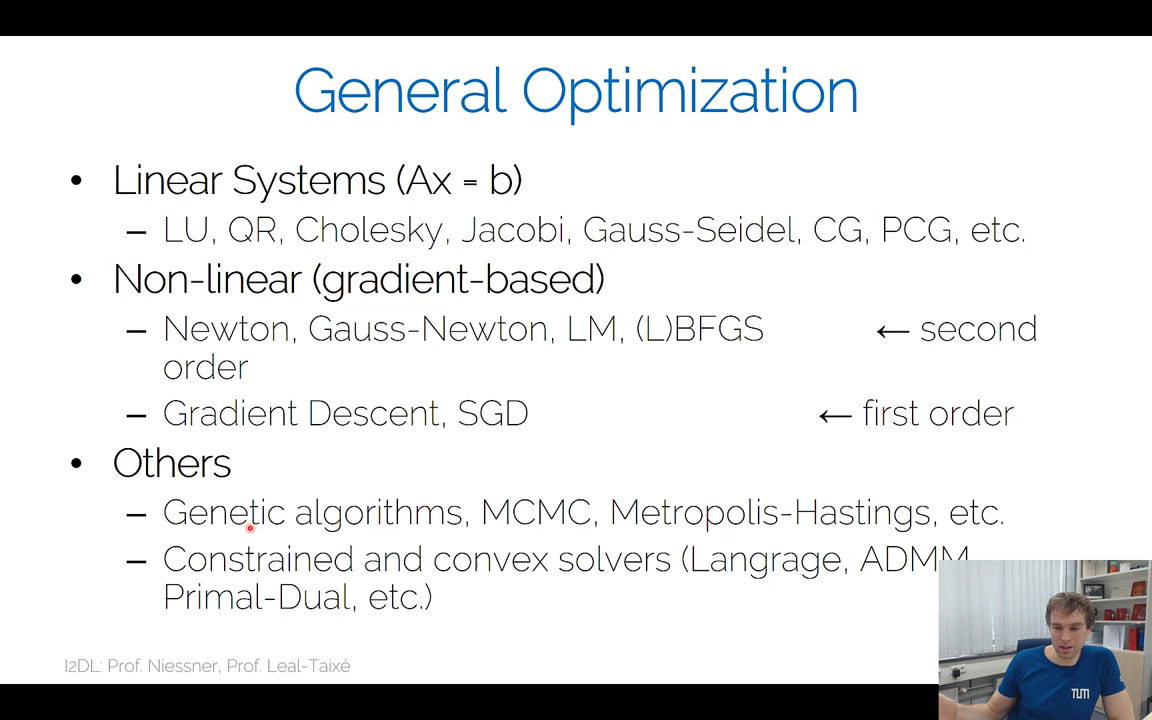 General Optimization
• Linear Systems (Ax = b)
– LU, QR, Cholesky, Jacobi, Gauss-Seidel, CG, PCG, etc.
• Non-linear (gradient-based)
– Newton, Gauss-Newton, LM, (L)BFGS ← second
order
– Gradient Descent, SGD ← first order
• Others
– Genetic algorithms, MCMC, Metropolis-Hastings, etc.
– Constrained and convex solvers (Langrage, ADMM
Primal-Dual, etc.)
I2DL: Prof. Niessner, Prof. Leal-Taixé
TUM